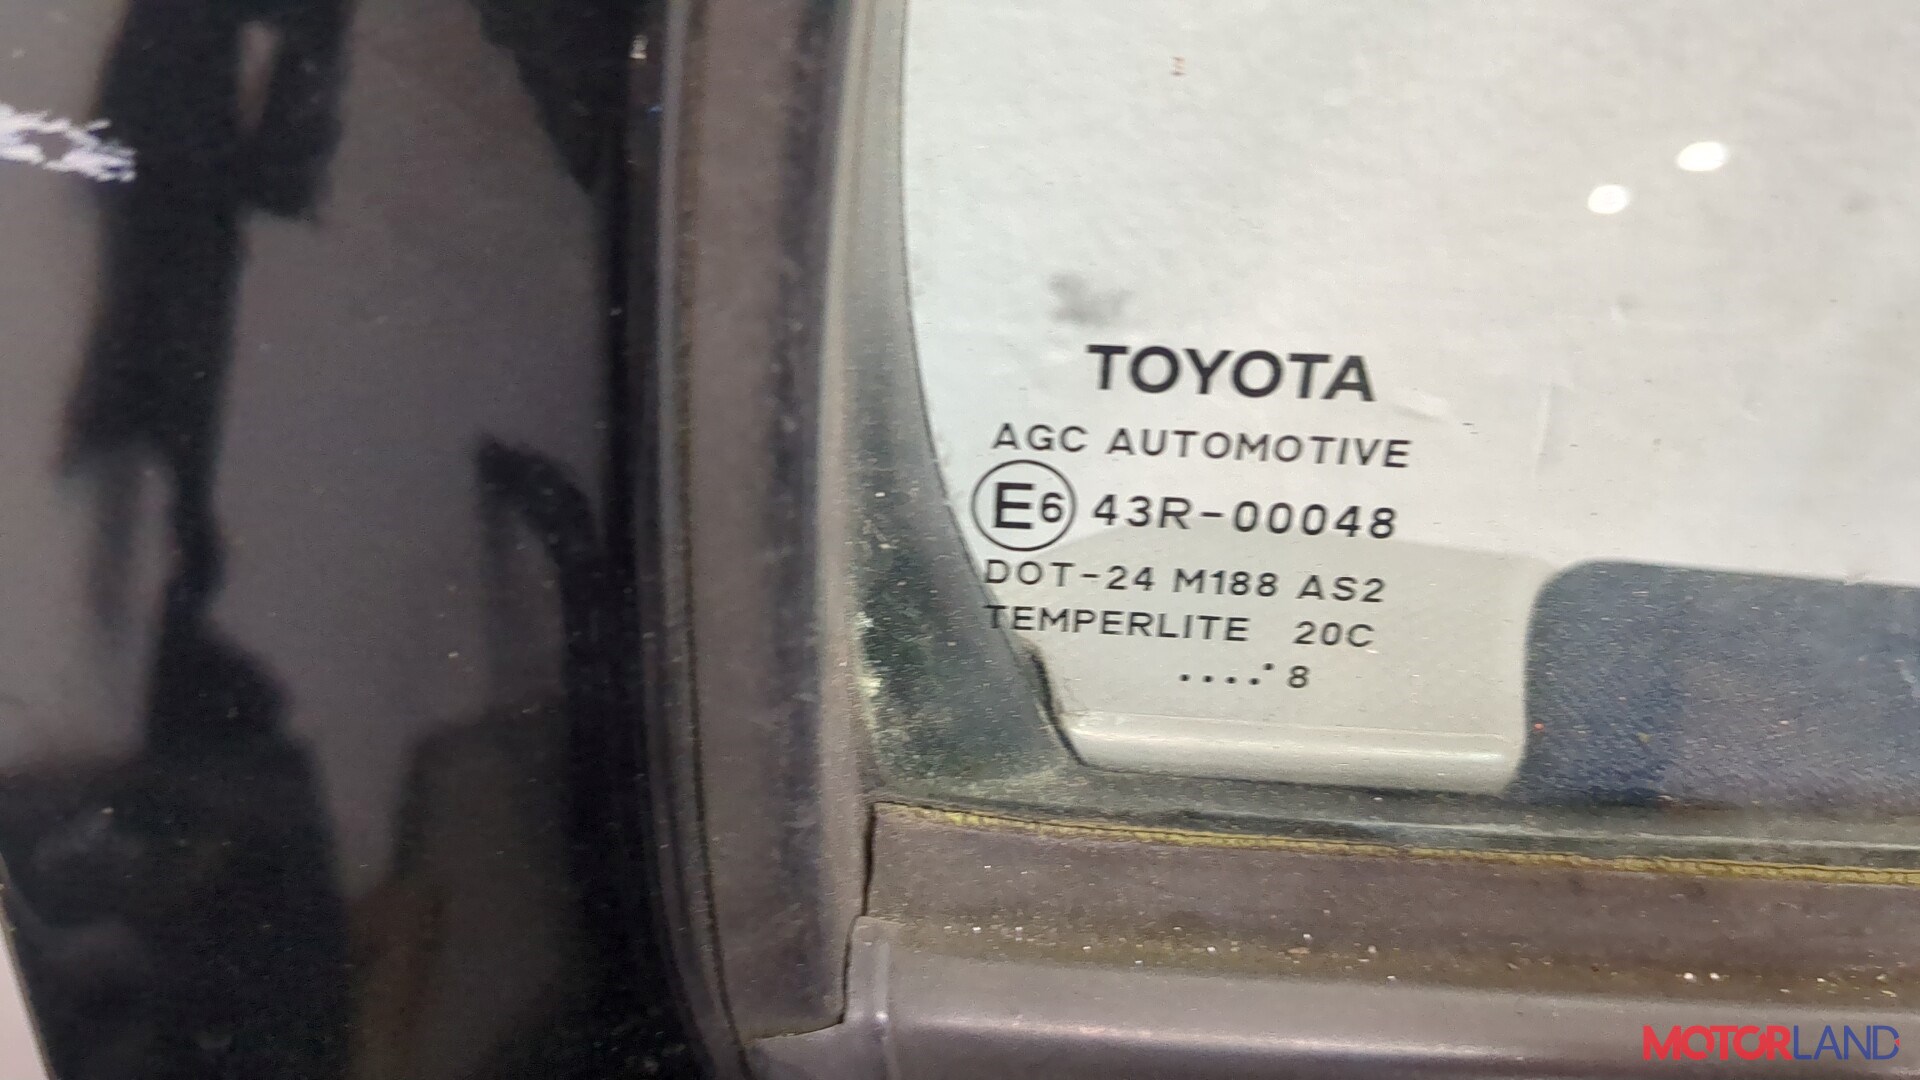 TOYOTA
AGC AUTOMOTIVE
E6 43R-00048
DOT-24 M188 AS2
TEMPERLITE 20C
....˙8
MOTORLAND